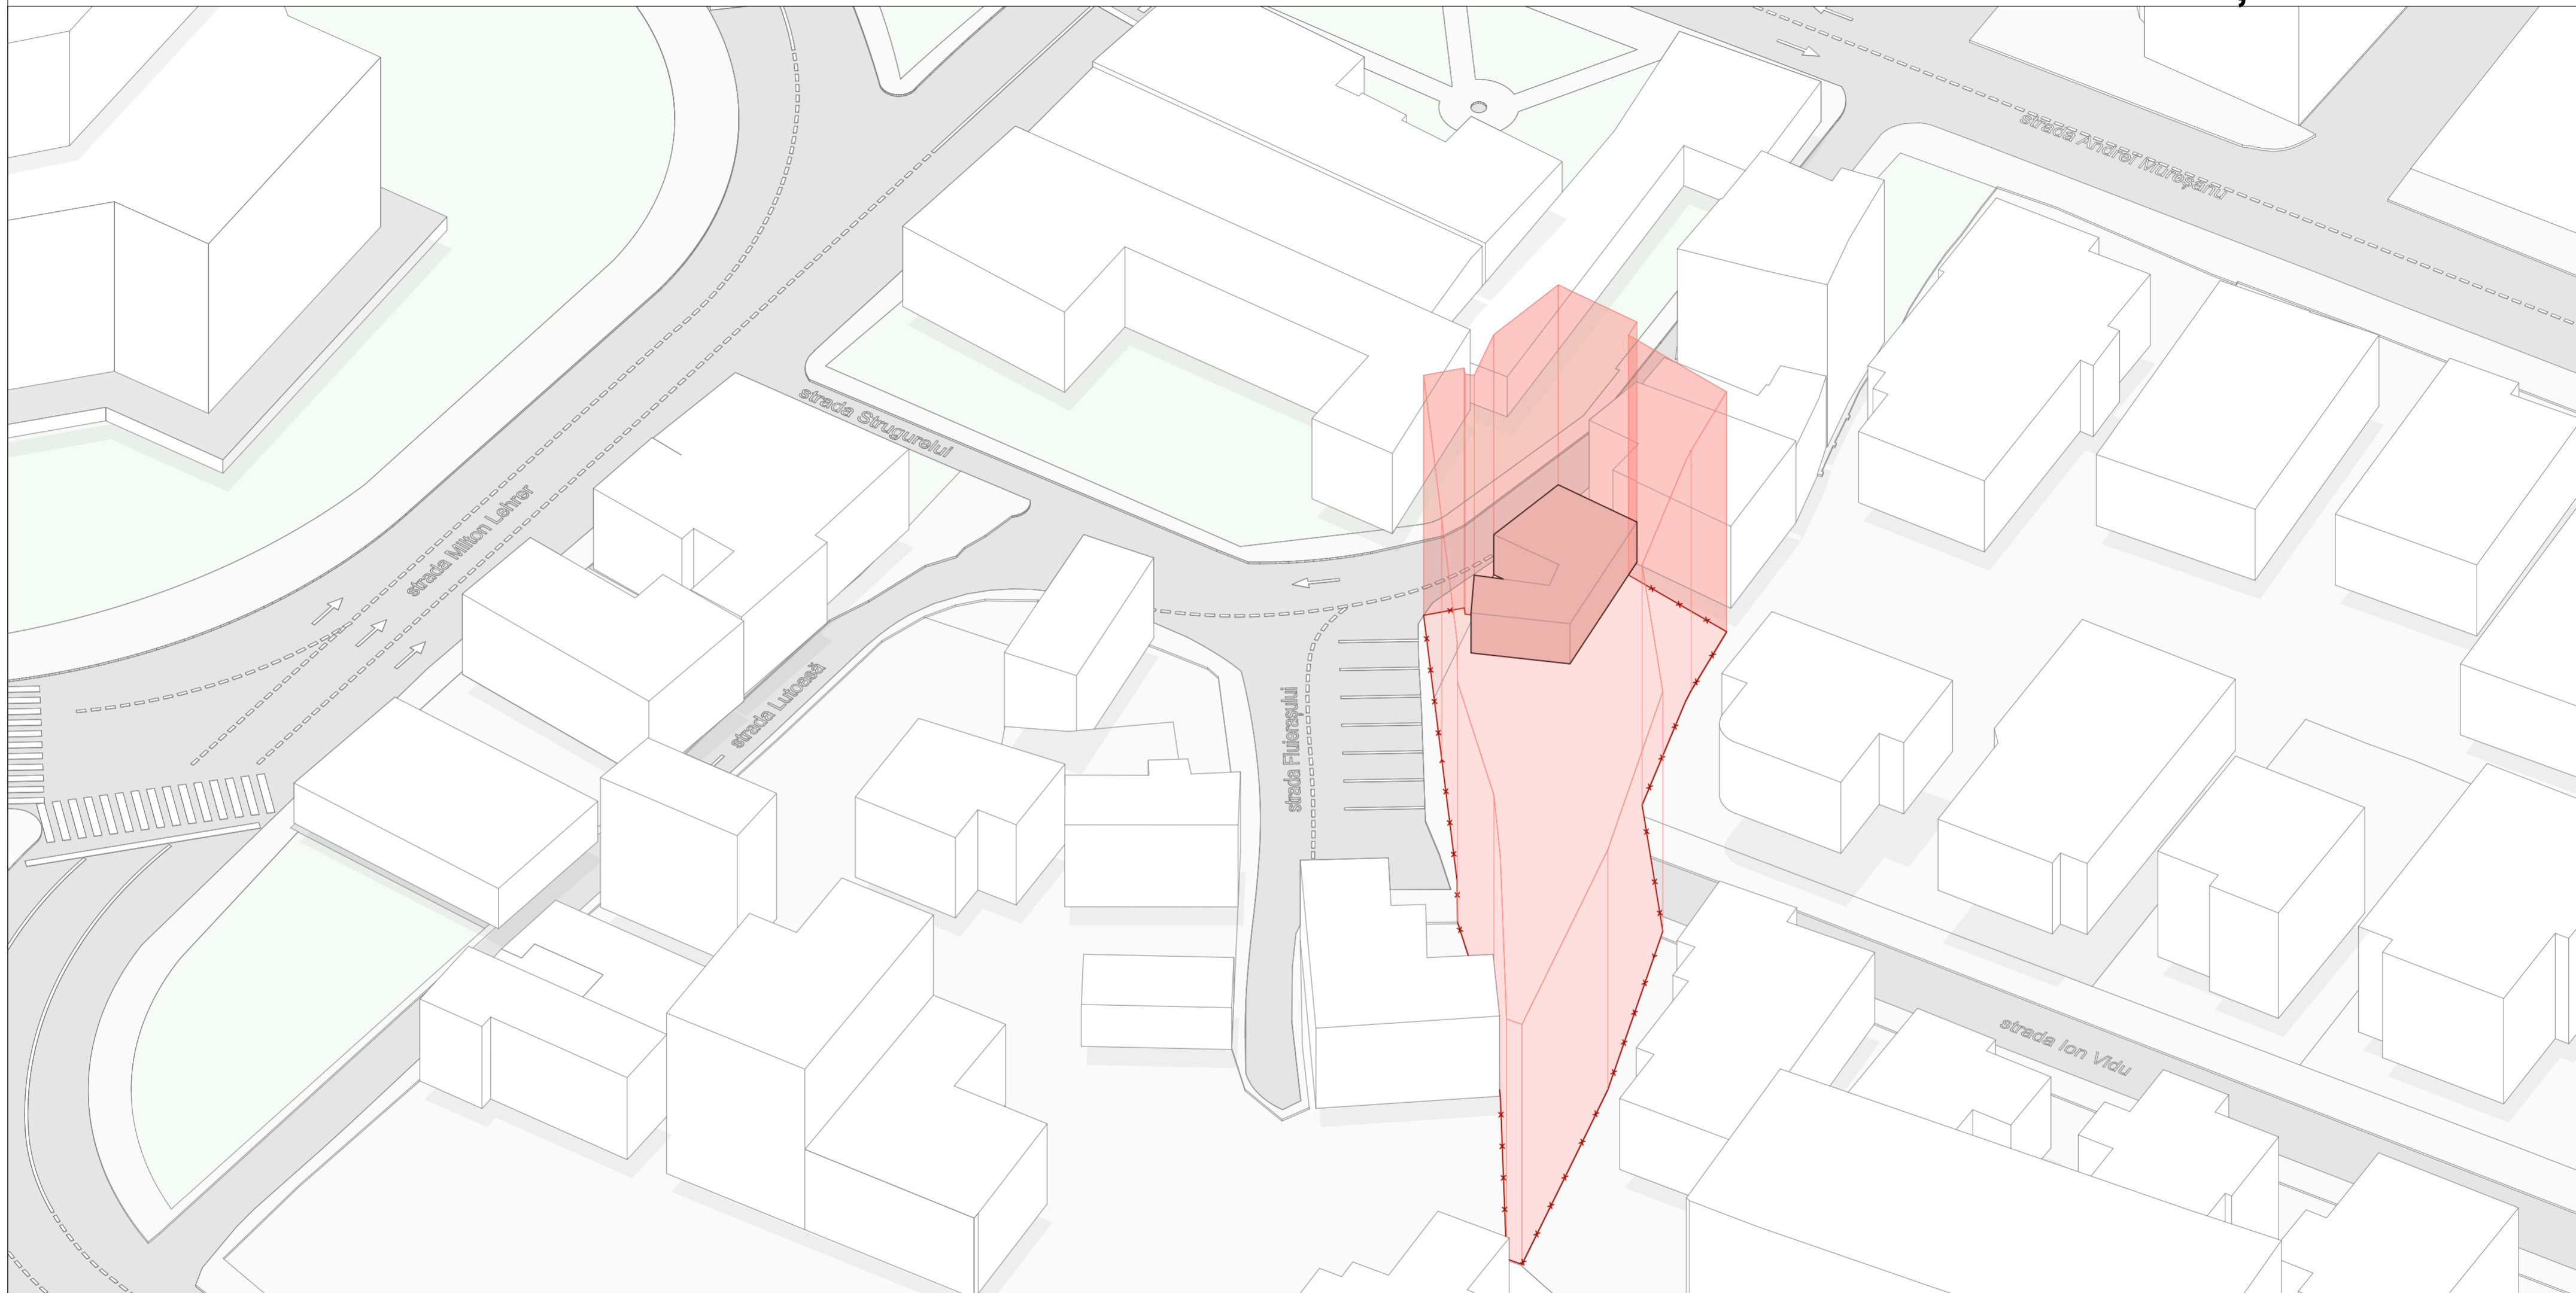 strada Andrei Mureșanu
strada Strugurelui
strada Milton Lehrer
strada Lutoasă
strada Fluierașului
strada Ion Vidu